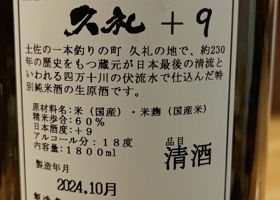 久礼 +9
土佐の一本釣りの町 久礼の地で、約230
年の歴史をもつ蔵元が日本最後の清流と
いわれる四万十川の伏流水で仕込んだ特
別純米酒の生原酒です。
原材料名:米(国産)・米麹(国産米)
精米歩合:60%
日本酒度:+9
アルコール分:18度
内容量:1800ml
品目
清酒
製造年月
2024.10月